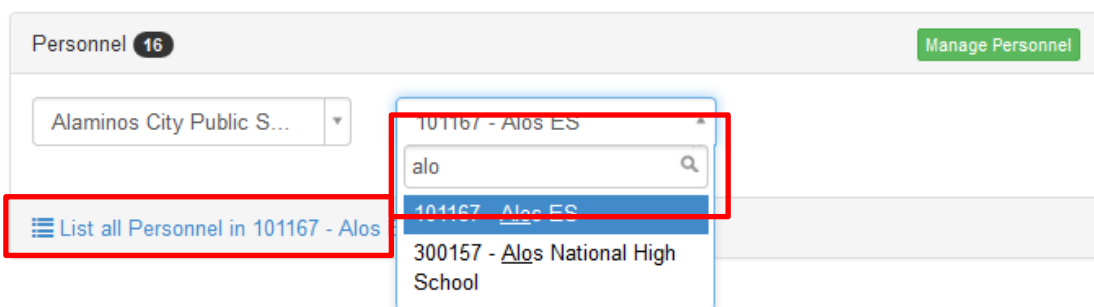 Personnel 16
Manage Personnel
Alaminos City Public S...
101167 - Alos ES
alo
101167 - Alos ES
List all Personnel in 101167 - Alos
300157 - Alos National High
School